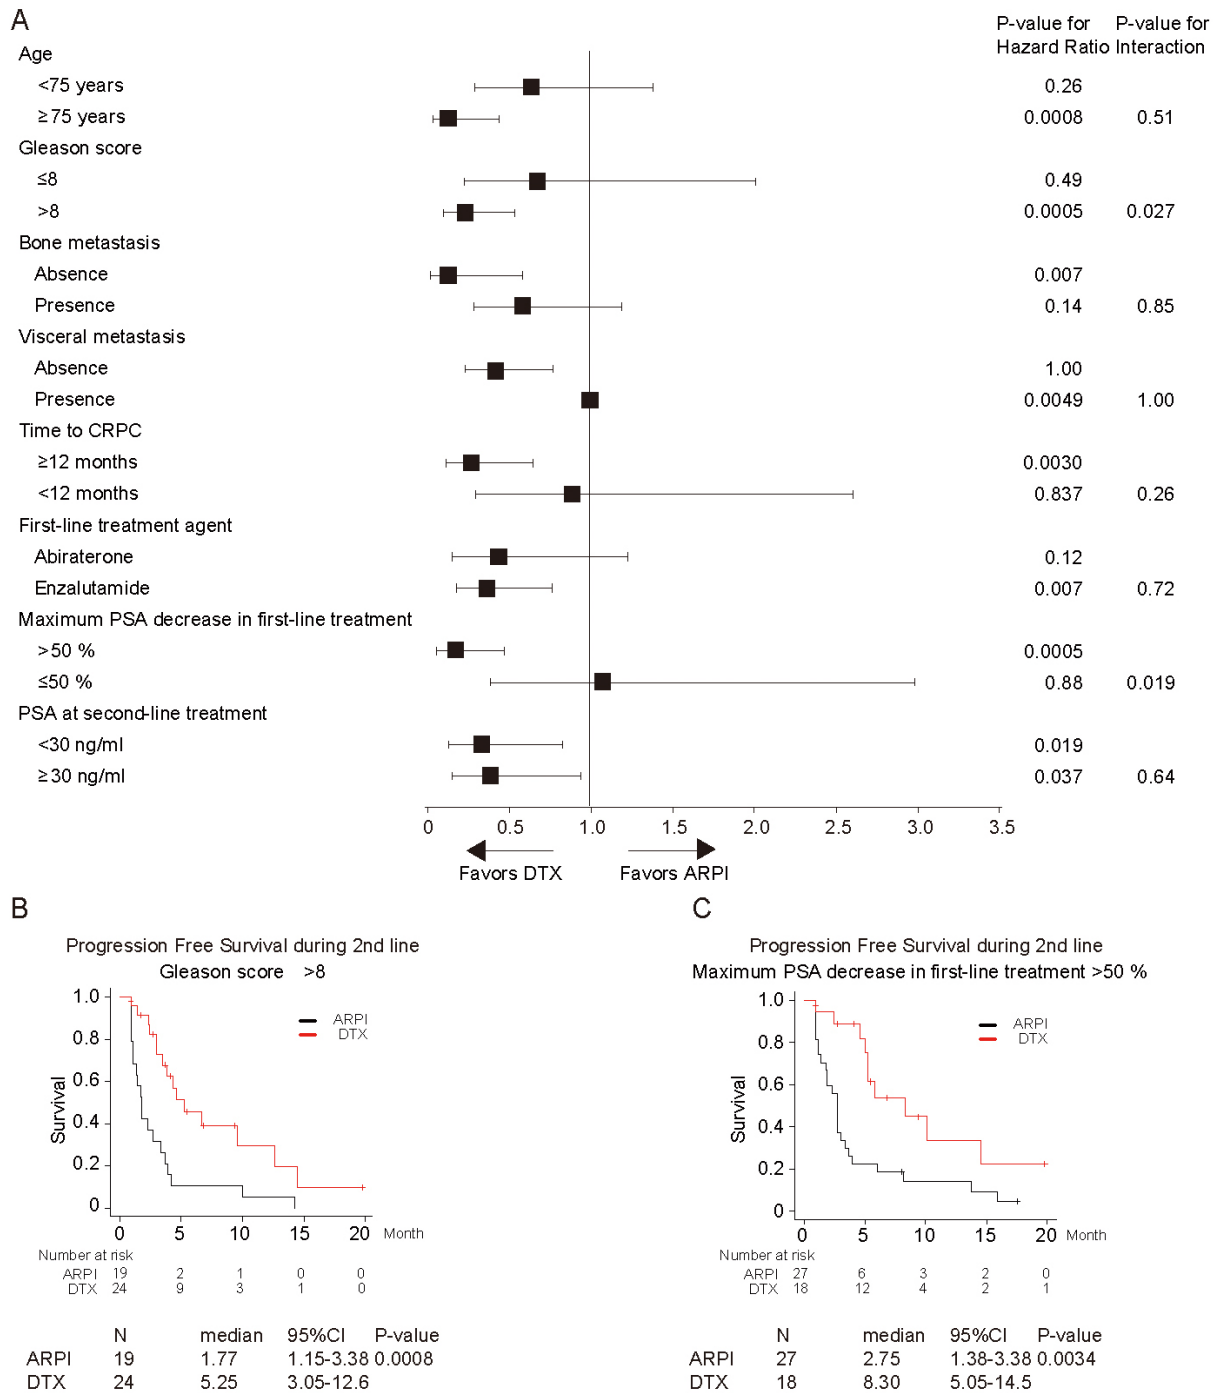 A
P-value for Hazard Ratio
P-value for Interaction
Age
<75 years 0.26
≥75 years 0.0008 0.51
Gleason score
≤8 0.49
>8 0.0005 0.027
Bone metastasis
Absence 0.007
Presence 0.14 0.85
Visceral metastasis
Absence 1.00
Presence 0.0049 1.00
Time to CRPC
≥12 months 0.0030
<12 months 0.837 0.26
First-line treatment agent
Abiraterone 0.12
Enzalutamide 0.007 0.72
Maximum PSA decrease in first-line treatment
>50 % 0.0005
≤50 % 0.88 0.019
PSA at second-line treatment
<30 ng/ml 0.019
≥30 ng/ml 0.037 0.64
0 0.5 1.0 1.5 2.0 2.5 3.0 3.5
Favors DTX Favors ARPI
B
Progression Free Survival during 2nd line
Gleason score >8
ARPI
DTX
Survival
1.0
0.8
0.6
0.4
0.2
0
0 5 10 15 20 Month
Number at risk
ARPI 19 2 1 0 0
DTX 24 9 3 1 0
N median 95%CI P-value
ARPI 19 1.77 1.15-3.38 0.0008
DTX 24 5.25 3.05-12.6
C
Progression Free Survival during 2nd line
Maximum PSA decrease in first-line treatment >50 %
ARPI
DTX
Survival
1.0
0.8
0.6
0.4
0.2
0
0 5 10 15 20 Month
Number at risk
ARPI 27 6 3 2 0
DTX 18 12 4 2 1
N median 95%CI P-value
ARPI 27 2.75 1.38-3.38 0.0034
DTX 18 8.30 5.05-14.5